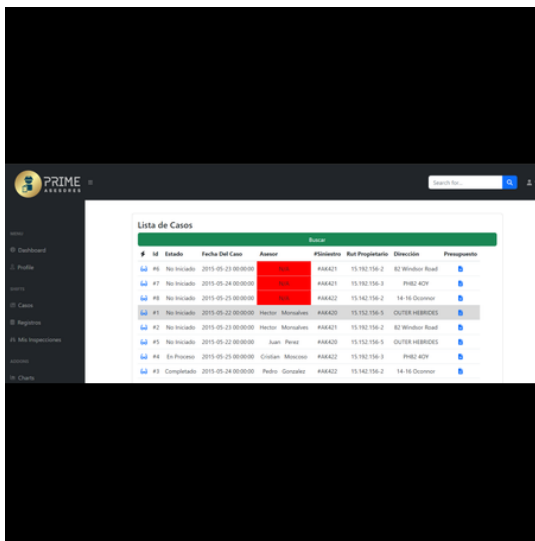 PRIME
ASESORES
Search for...
MENU
Dashboard
Profile
Casos
Registros
Mis Inspecciones
Charts
Lista de Casos
Buscar
Id Estado Fecha Del Caso Asesor #Siniestro Rut Propietario Dirección Presupuesto
#6 No Iniciado 2015-05-23 00:00:00 N/A #AK421 15.192.156-2 82 Windsor Road
#7 No Iniciado 2015-05-24 00:00:00 N/A #AK421 15.192.156-3 PH82 4OY
#8 No Iniciado 2015-05-25 00:00:00 N/A #AK422 15.142.156-2 14-16 Oconnor
#1 No Iniciado 2015-05-22 00:00:00 Hector Monsalves #AK420 15.152.156-5 OUTER HEBRIDES
#2 No Iniciado 2015-05-23 00:00:00 Hector Monsalves #AK421 15.192.156-2 82 Windsor Road
#5 No Iniciado 2015-05-22 00:00:00 Juan Perez #AK420 15.152.156-5 OUTER HEBRIDES
#4 En Proceso 2015-05-25 00:00:00 Cristian Moscoso #AK422 15.192.156-3 PH82 4OY
#3 Completado 2015-05-24 00:00:00 Pedro Gonzalez #AK422 15.142.156-2 14-16 Oconnor